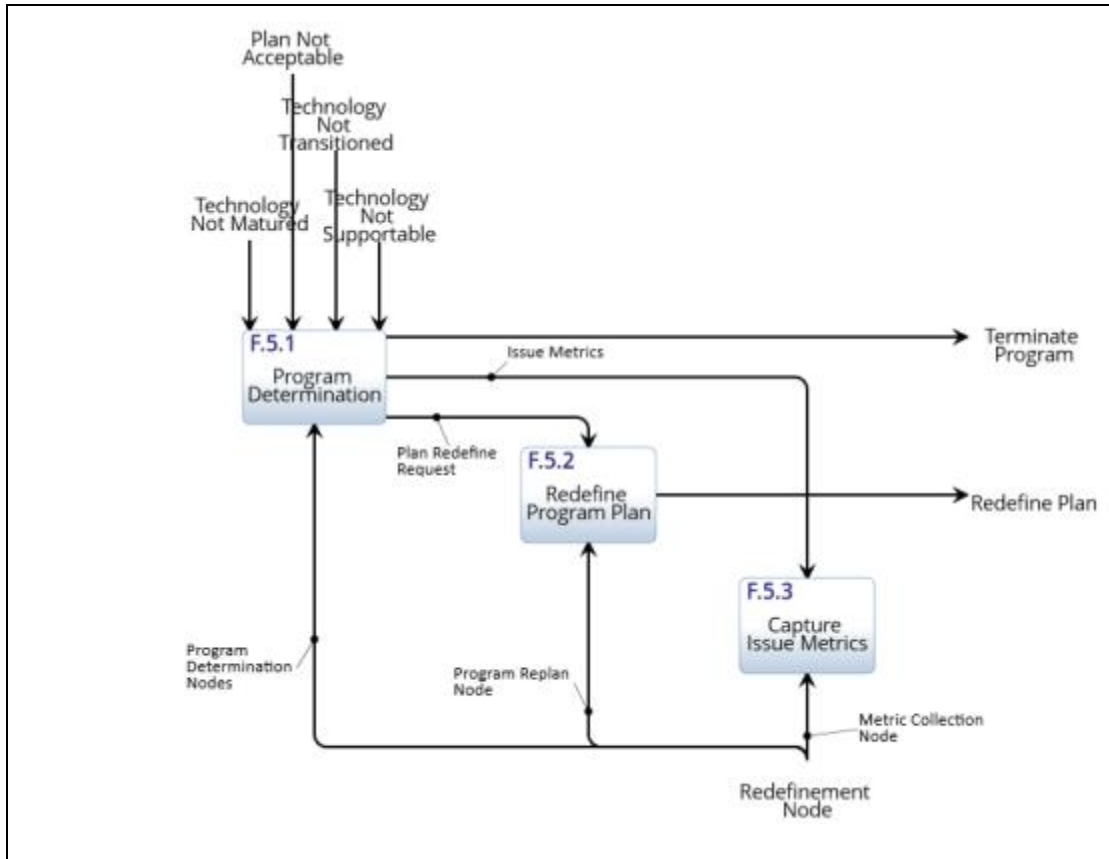 Plan Not
Acceptable
Technology
Not
Transitioned
Technology
Not Matured
Technology
Not
Supportable
F.5.1
Program
Determination
Terminate
Program
Issue Metrics
Plan Redefine
Request
F.5.2
Redefine
Program Plan
Redefine Plan
F.5.3
Capture
Issue Metrics
Program
Determination
Nodes
Program Replan
Node
Metric Collection
Node
Redefinement
Node